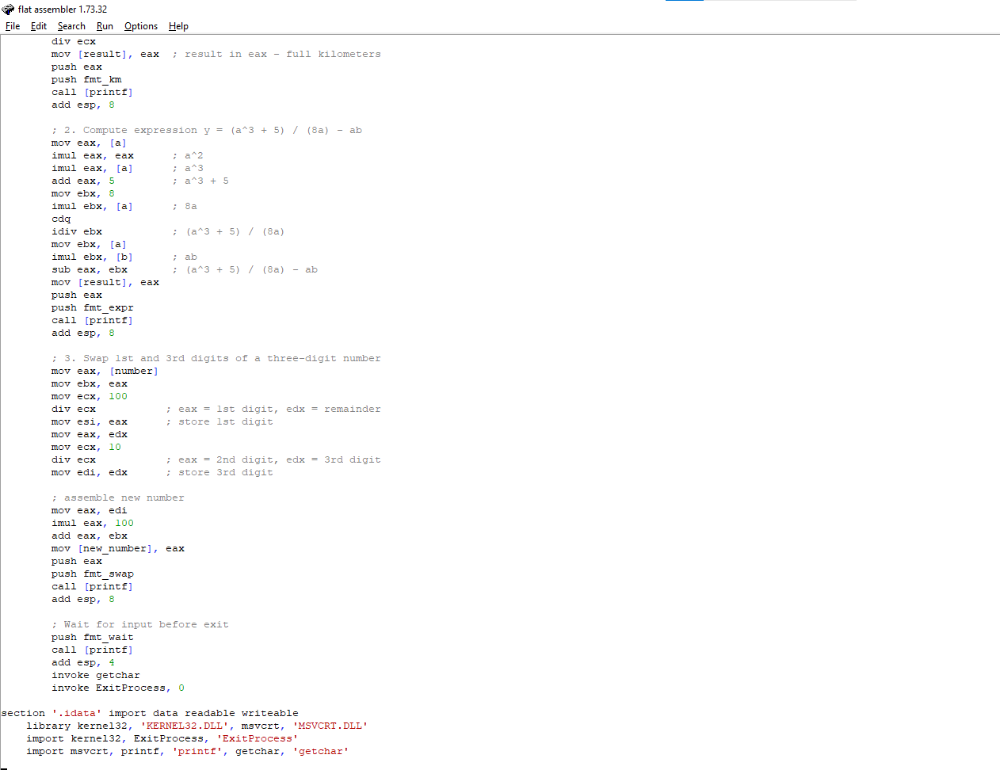 flat assembler 1.73.32
File Edit Search Run Options Help
div ecx
mov [result], eax ; result in eax - full kilometers
push eax
push fmt_km
call [printf]
add esp, 8
; 2. Compute expression y = (a^3 + 5) / (8a) - ab
mov eax, [a]
imul eax, eax ; a^2
imul eax, [a] ; a^3
add eax, 5 ; a^3 + 5
mov ebx, 8
imul ebx, [a] ; 8a
cdq
idiv ebx ; (a^3 + 5) / (8a)
mov ebx, [a]
imul ebx, [b] ; ab
sub eax, ebx ; (a^3 + 5) / (8a) - ab
mov [result], eax
push eax
push fmt_expr
call [printf]
add esp, 8
; 3. Swap 1st and 3rd digits of a three-digit number
mov eax, [number]
mov ebx, eax
mov ecx, 100
div ecx ; eax = 1st digit, edx = remainder
mov esi, eax ; store 1st digit
mov eax, edx
mov ecx, 10
div ecx ; eax = 2nd digit, edx = 3rd digit
mov edi, edx ; store 3rd digit
; assemble new number
mov eax, edi
imul eax, 100
add eax, ebx
mov [new_number], eax
push eax
push fmt_swap
call [printf]
add esp, 8
; Wait for input before exit
push fmt_wait
call [printf]
add esp, 4
invoke getchar
invoke ExitProcess, 0
section '.idata' import data readable writeable
library kernel32, 'KERNEL32.DLL', msvcrt, 'MSVCRT.DLL'
import kernel32, ExitProcess, 'ExitProcess'
import msvcrt, printf, 'printf', getchar, 'getchar'